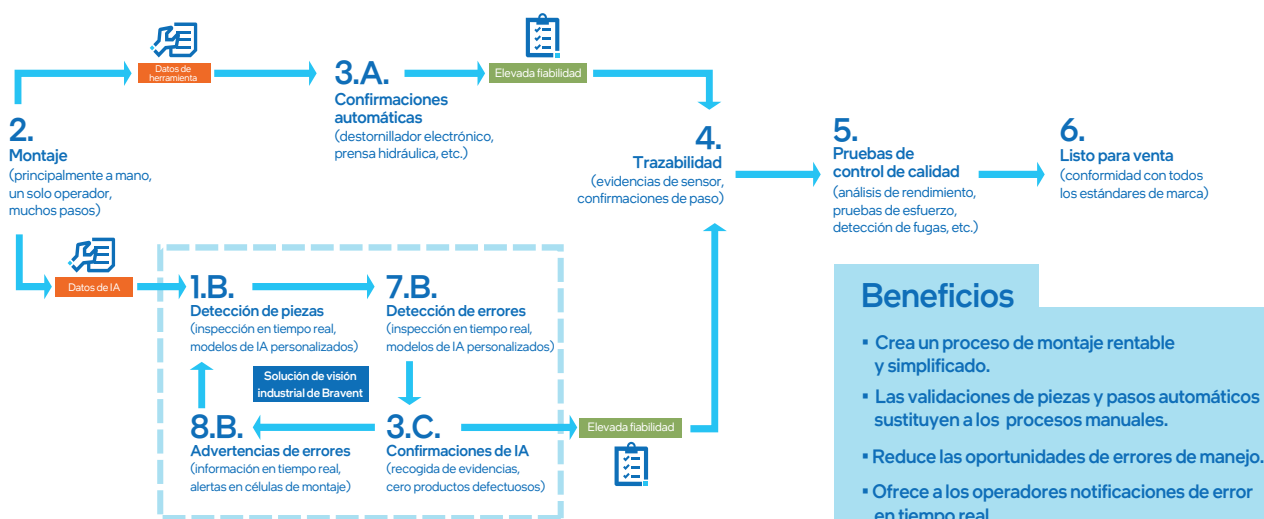 Datos de
herramienta
3.A.
Confirmaciones
automáticas
(destornillador electrónico,
prensa hidráulica, etc.)
Elevada fiabilidad
2.
Montaje
(principalmente a mano,
un solo operador,
muchos pasos)
4.
Trazabilidad
(evidencias de sensor,
confirmaciones de paso)
5.
Pruebas de
control de calidad
(análisis de rendimiento,
pruebas de esfuerzo,
detección de fugas, etc.)
6.
Listo para venta
(conformidad con todos
los estándares de marca)
Datos de IA
1.B.
Detección de piezas
(inspección en tiempo real,
modelos de IA personalizados)
7.B.
Detección de errores
(inspección en tiempo real,
modelos de IA personalizados)
Solución de visión
industrial de Bravent
8.B.
Advertencias de errores
(información en tiempo real,
alertas en células de montaje)
3.C.
Confirmaciones de IA
(recogida de evidencias,
cero productos defectuosos)
Elevada fiabilidad
Beneficios
▪ Crea un proceso de montaje rentable
y simplificado.
▪ Las validaciones de piezas y pasos automáticos
sustituyen a los procesos manuales.
▪ Reduce las oportunidades de errores de manejo.
▪ Ofrece a los operadores notificaciones de error
en tiempo real.